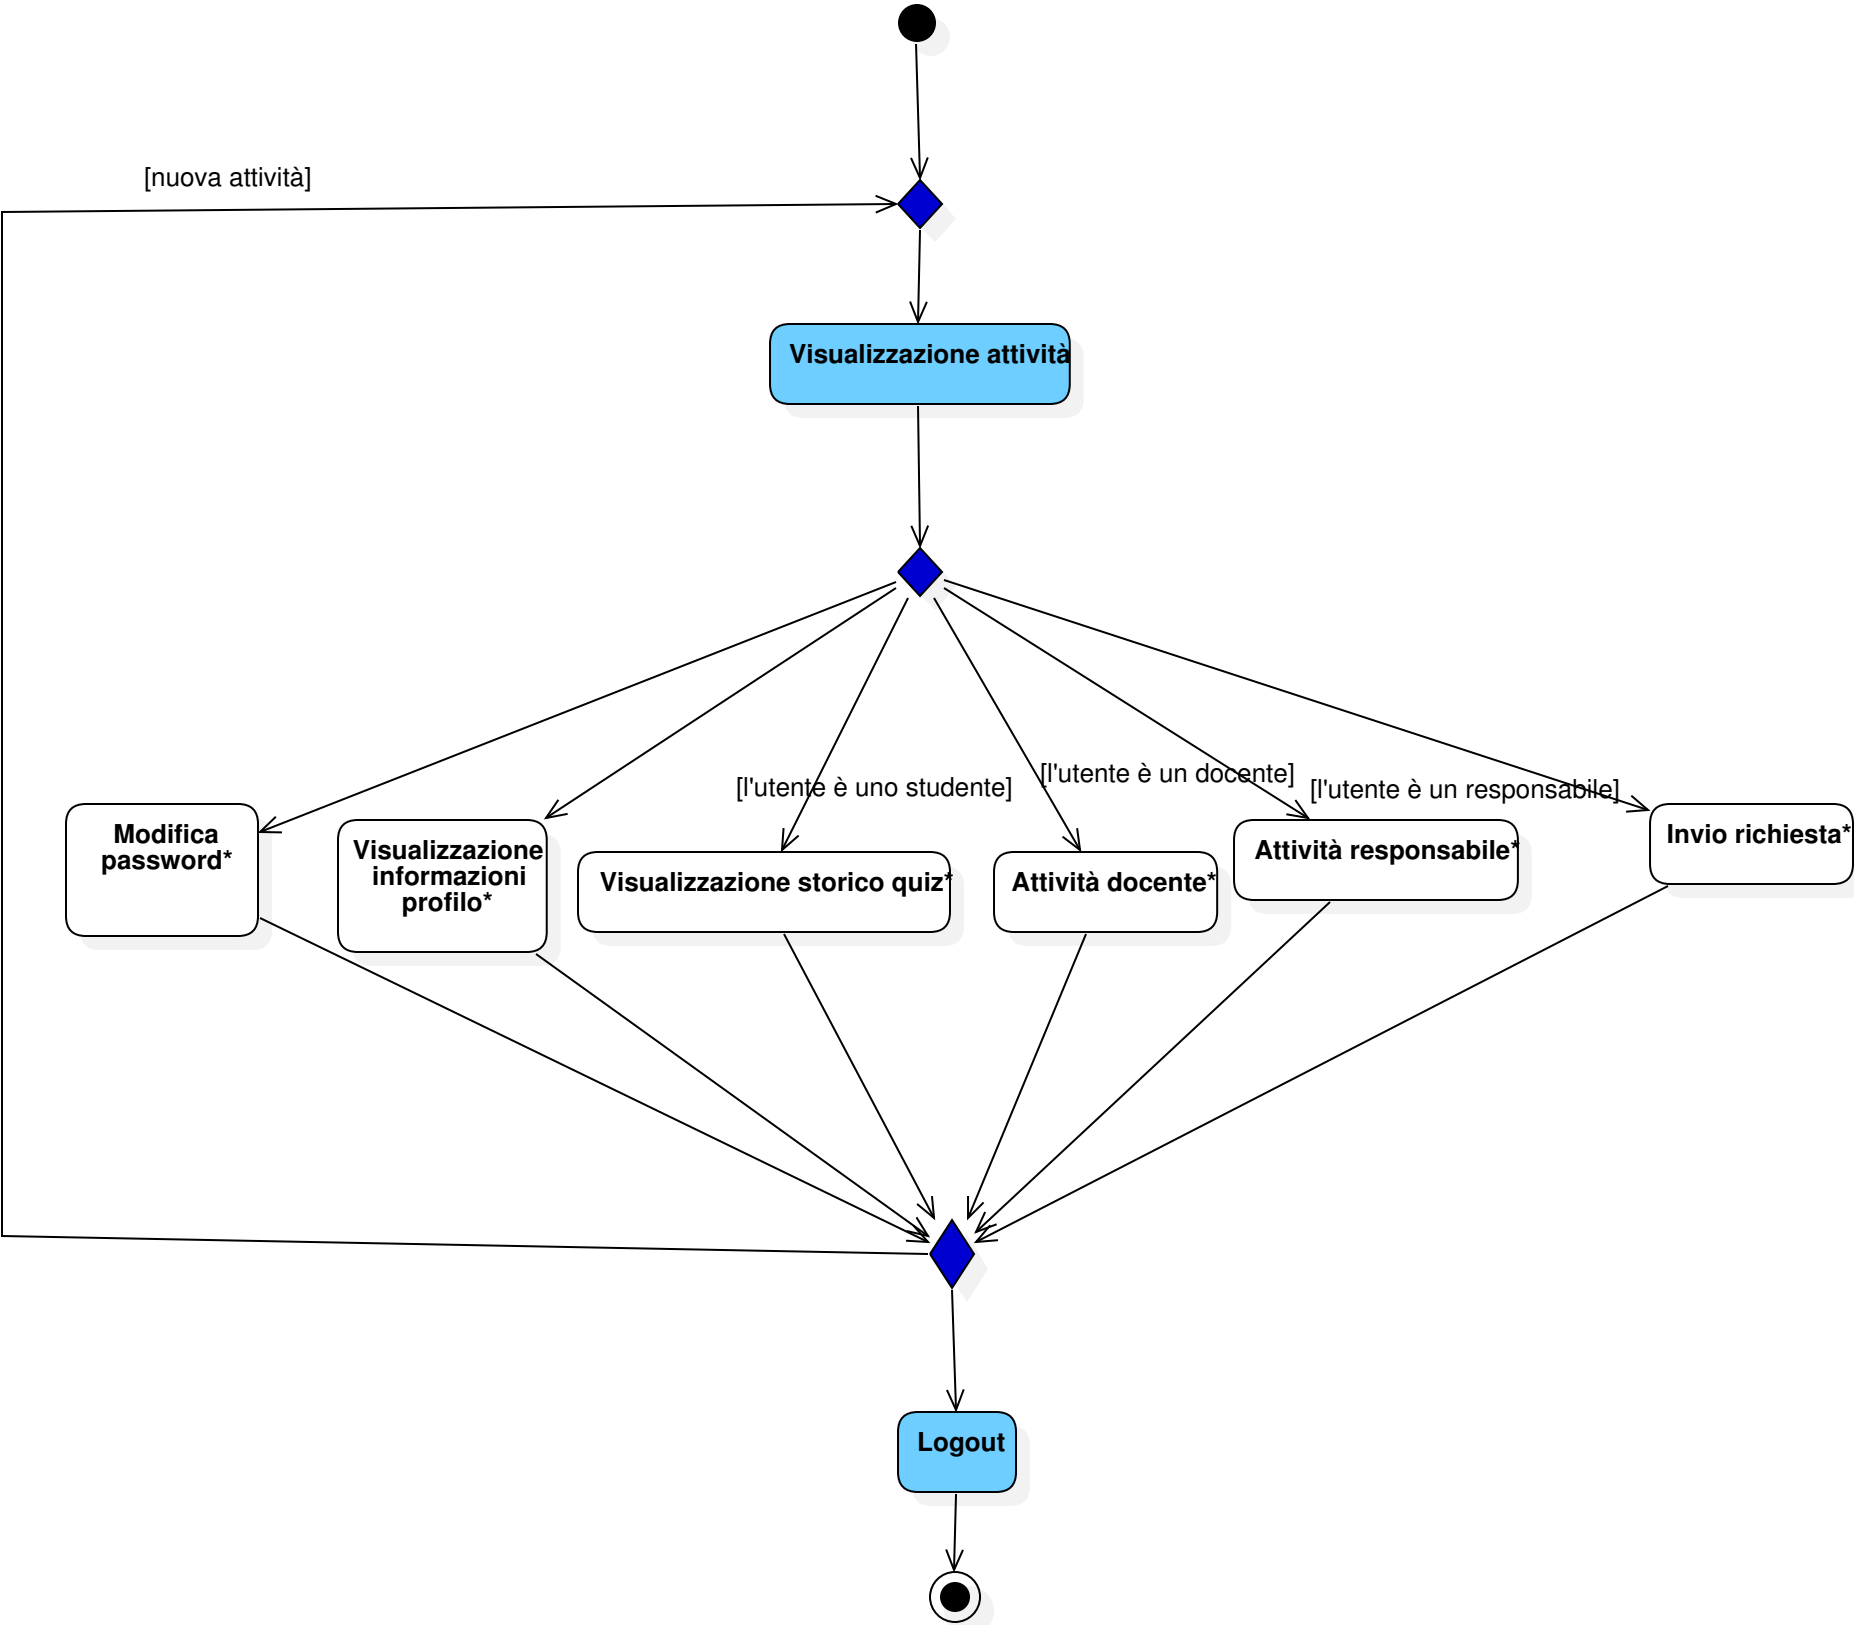 [nuova attività]
Visualizzazione attività
[l'utente è uno studente]
[l'utente è un docente]
[l'utente è un responsabile]
Modifica
password*
Visualizzazione
informazioni
profilo*
Visualizzazione storico quiz*
Attività docente*
Attività responsabile*
Invio richiesta*
Logout